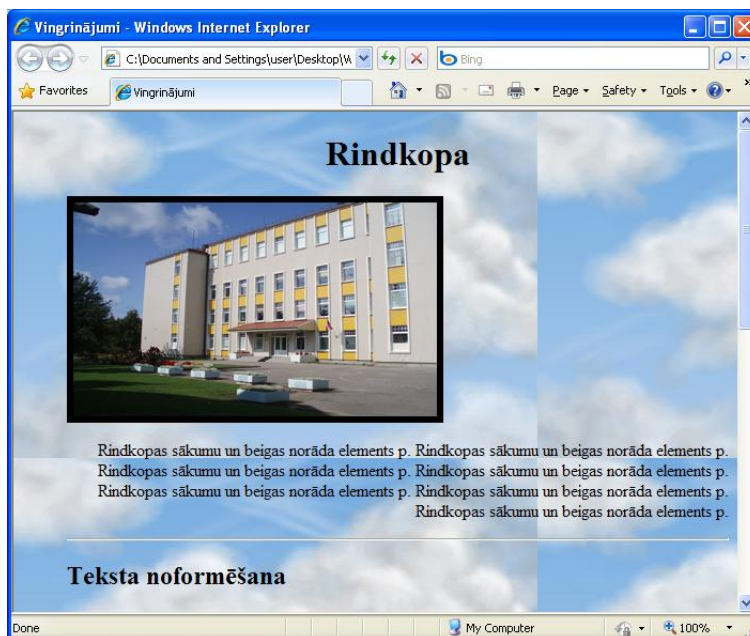 Vingrinājumi - Windows Internet Explorer
C:\Documents and Settings\user\Desktop\W
Bing
Favorites
Vingrinājumi
Page
Safety
Tools
»
Rindkopa
Rindkopas sākumu un beigas norāda elements p. Rindkopas sākumu un beigas norāda elements p.
Rindkopas sākumu un beigas norāda elements p. Rindkopas sākumu un beigas norāda elements p.
Rindkopas sākumu un beigas norāda elements p. Rindkopas sākumu un beigas norāda elements p.
Rindkopas sākumu un beigas norāda elements p.
Teksta noformēšana
Done
My Computer
100%